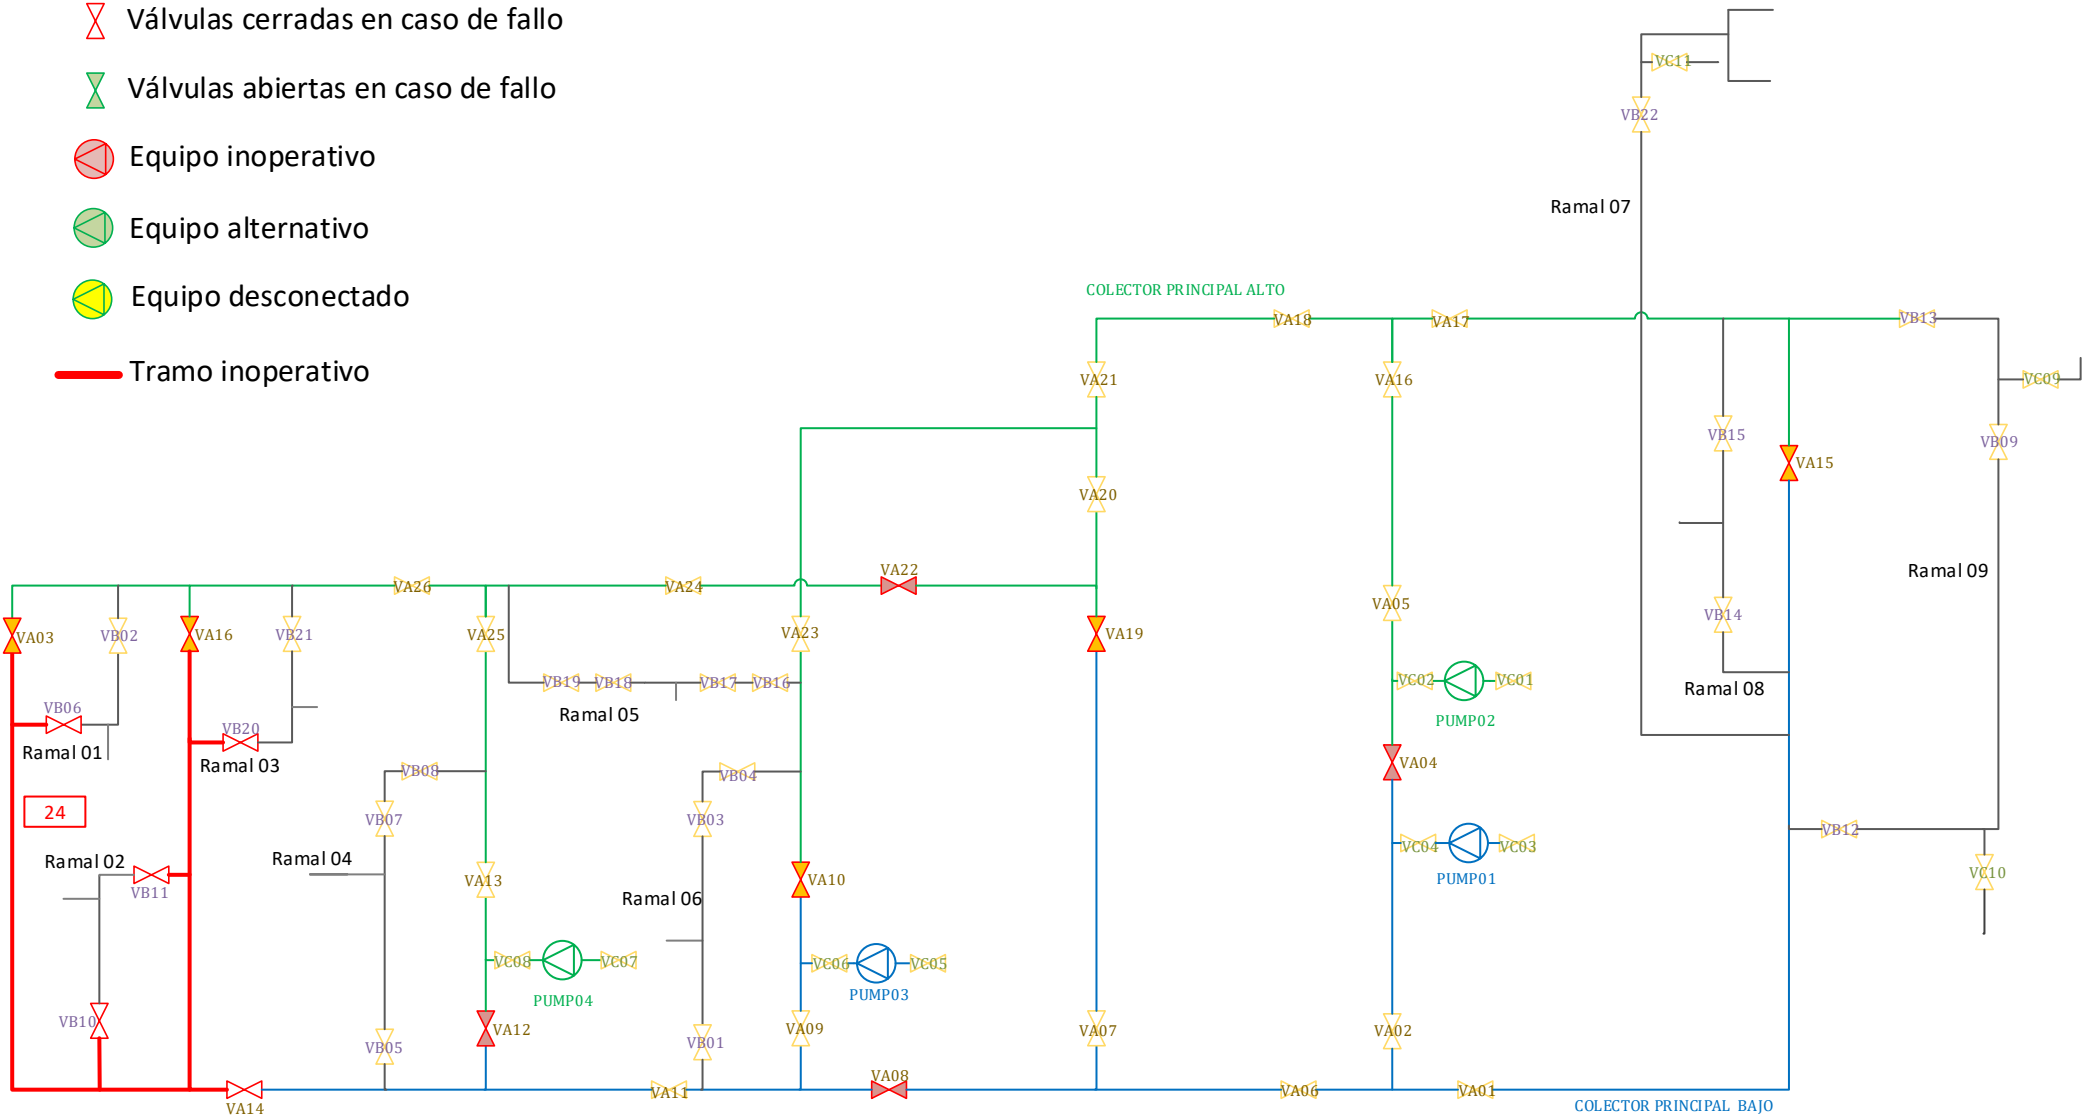 Válvulas cerradas en caso de fallo
Válvulas abiertas en caso de fallo
Equipo inoperativo
Equipo alternativo
Equipo desconectado
Tramo inoperativo
VC11
VB22
Ramal 07
COLECTOR PRINCIPAL ALTO
VA18
VA17
VB13
VA21
VA16
VC09
VB15
VB09
VA15
VA20
VA22
VA26
VA24
Ramal 09
VA05
VB14
VA03
VB02
VA16
VB21
VA25
VA23
VA19
VB19
VB18
VB17
VB16
VC02
VC01
Ramal 08
VB06
VB20
Ramal 05
PUMP02
Ramal 01
Ramal 03
VB08
VB04
VA04
24
VB07
VB03
VB12
Ramal 02
Ramal 04
VC04
VC03
VB11
VA13
VA10
PUMP01
VC10
Ramal 06
VC08
VC07
VC06
VC05
PUMP04
PUMP03
VB10
VA12
VA09
VA07
VA02
VB05
VB01
VA08
VA14
VA11
VA06
VA01
COLECTOR PRINCIPAL BAJO